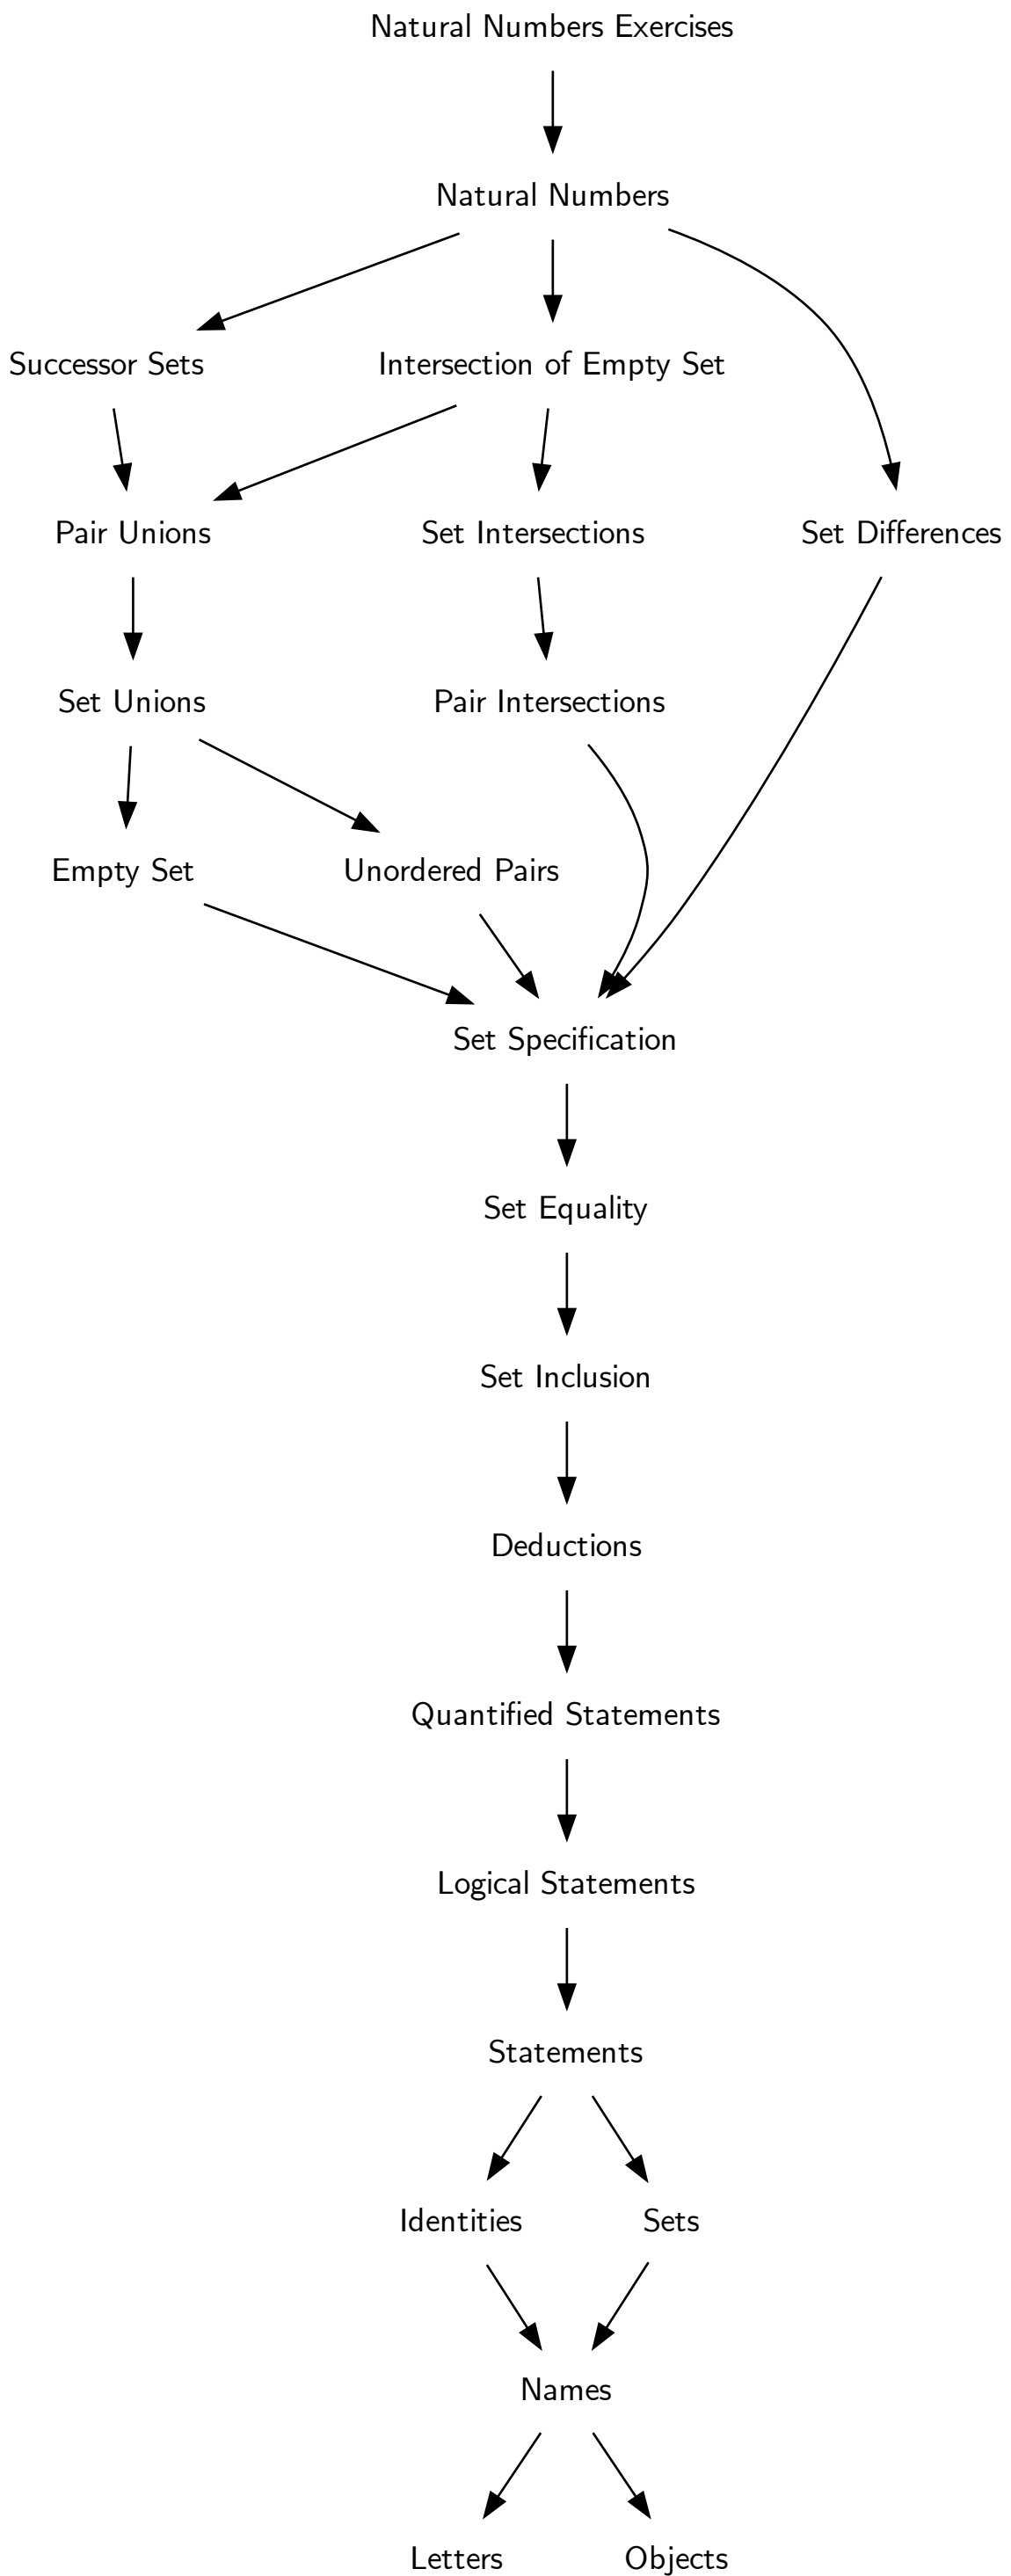 Natural Numbers Exercises
Natural Numbers
Successor Sets
Intersection of Empty Set
Pair Unions
Set Intersections
Set Differences
Set Unions
Pair Intersections
Empty Set
Unordered Pairs
Set Specification
Set Equality
Set Inclusion
Deductions
Quantified Statements
Logical Statements
Statements
Identities
Sets
Names
Letters
Objects